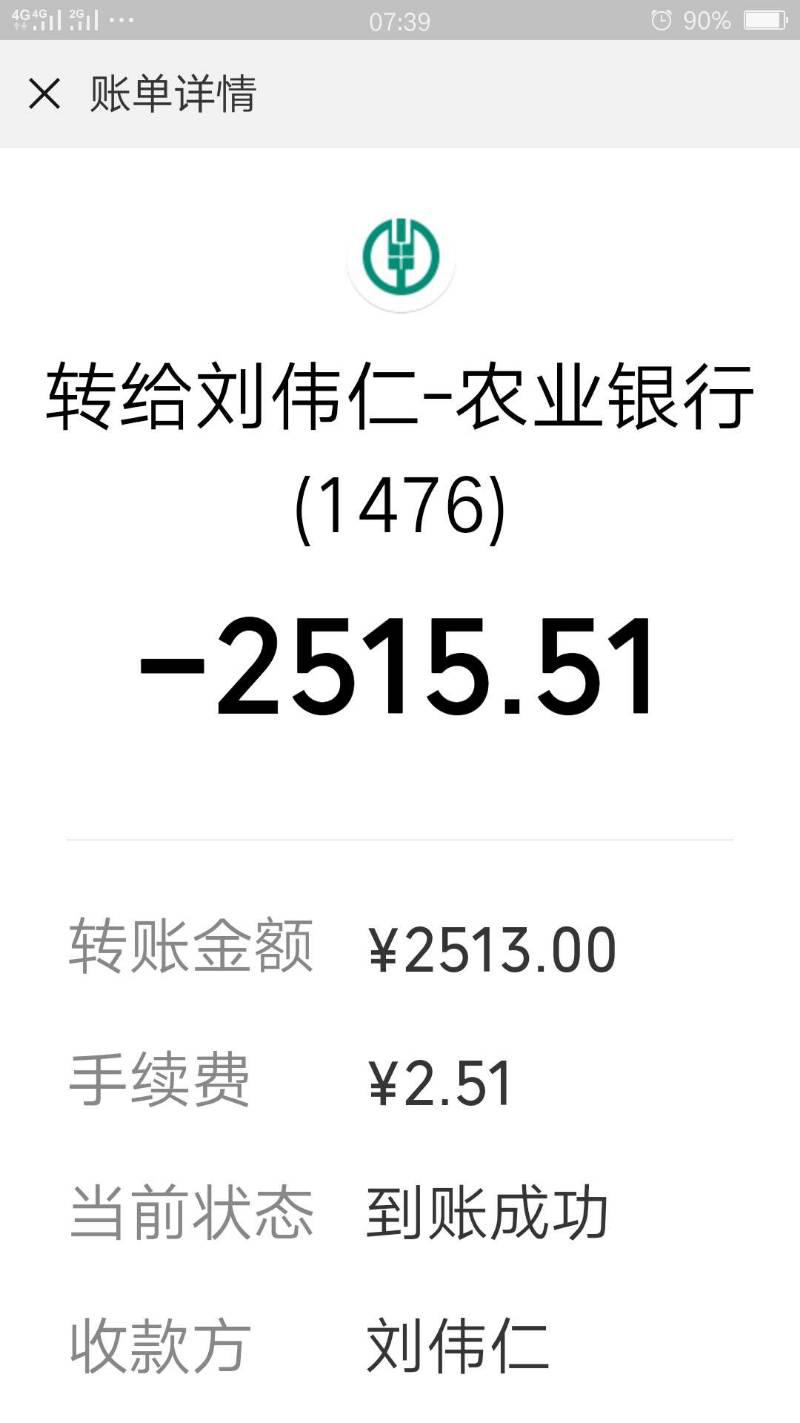 4G 4G 2G ... 07:39 90%
账单详情
转给刘伟仁-农业银行
(1476)
-2515.51
转账金额 ¥2513.00
手续费 ¥2.51
当前状态 到账成功
收款方 刘伟仁